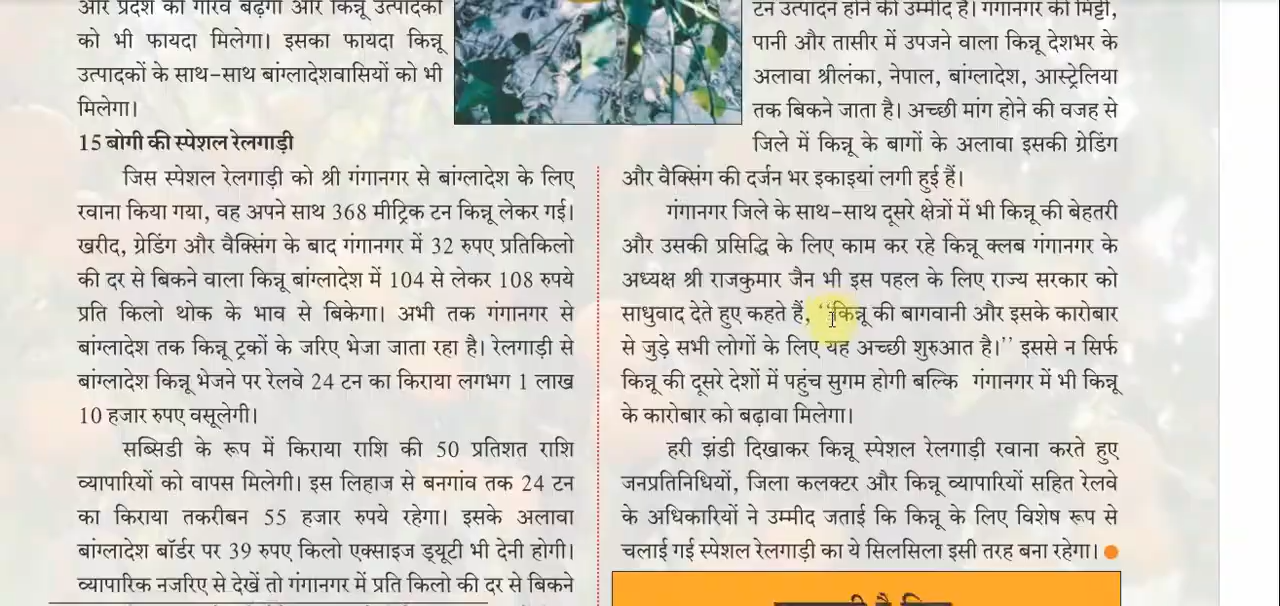 और प्रदेश का गौरव बढ़ेगा और किन्नू उत्पादकों
को भी फायदा मिलेगा। इसका फायदा किन्नू
उत्पादकों के साथ-साथ बांग्लादेशवासियों को भी
मिलेगा।
15 बोगी की स्पेशल रेलगाड़ी
जिस स्पेशल रेलगाड़ी को श्री गंगानगर से बांग्लादेश के लिए
रवाना किया गया, वह अपने साथ 368 मीट्रिक टन किन्नू लेकर गई।
खरीद, ग्रेडिंग और वैक्सिंग के बाद गंगानगर में 32 रुपए प्रतिकिलो
की दर से बिकने वाला किन्नू बांग्लादेश में 104 से लेकर 108 रुपये
प्रति किलो थोक के भाव से बिकेगा। अभी तक गंगानगर से
बांग्लादेश तक किन्नू ट्रकों के जरिए भेजा जाता रहा है। रेलगाड़ी से
बांग्लादेश किन्नू भेजने पर रेलवे 24 टन का किराया लगभग 1 लाख
10 हजार रुपए वसूलेगी।
सब्सिडी के रूप में किराया राशि की 50 प्रतिशत राशि
व्यापारियों को वापस मिलेगी। इस लिहाज से बनगांव तक 24 टन
का किराया तकरीबन 55 हजार रुपये रहेगा। इसके अलावा
बांग्लादेश बॉर्डर पर 39 रुपए किलो एक्साइज ड्यूटी भी देनी होगी।
व्यापारिक नजरिए से देखें तो गंगानगर में प्रति किलो की दर से बिकने
टन उत्पादन होने की उम्मीद है। गंगानगर की मिट्टी,
पानी और तासीर में उपजने वाला किन्नू देशभर के
अलावा श्रीलंका, नेपाल, बांग्लादेश, आस्ट्रेलिया
तक बिकने जाता है। अच्छी मांग होने की वजह से
जिले में किन्नू के बागों के अलावा इसकी ग्रेडिंग
और वैक्सिंग की दर्जन भर इकाइयां लगी हुई हैं।
गंगानगर जिले के साथ-साथ दूसरे क्षेत्रों में भी किन्नू की बेहतरी
और उसकी प्रसिद्धि के लिए काम कर रहे किन्नू क्लब गंगानगर के
अध्यक्ष श्री राजकुमार जैन भी इस पहल के लिए राज्य सरकार को
साधुवाद देते हुए कहते हैं, ‘‘किन्नू की बागवानी और इसके कारोबार
से जुड़े सभी लोगों के लिए यह अच्छी शुरुआत है।’’ इससे न सिर्फ
किन्नू की दूसरे देशों में पहुंच सुगम होगी बल्कि गंगानगर में भी किन्नू
के कारोबार को बढ़ावा मिलेगा।
हरी झंडी दिखाकर किन्नू स्पेशल रेलगाड़ी रवाना करते हुए
जनप्रतिनिधियों, जिला कलक्टर और किन्नू व्यापारियों सहित रेलवे
के अधिकारियों ने उम्मीद जताई कि किन्नू के लिए विशेष रूप से
चलाई गई स्पेशल रेलगाड़ी का ये सिलसिला इसी तरह बना रहेगा।